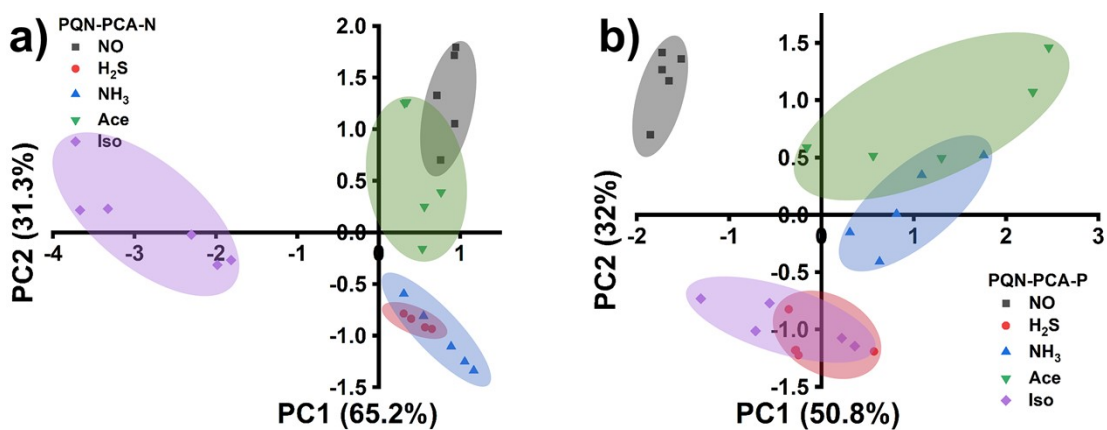 a)
PQN-PCA-N
NO
H₂S
NH₃
Ace
Iso
2.0
1.5
1.0
0.5
0.0
-0.5
-1.0
-1.5
-4
-3
-2
-1
0
1
PC2 (31.3%)
PC1 (65.2%)
b)
1.5
1.0
0.5
0.0
-0.5
-1.0
-1.5
-2
-1
0
1
2
3
PC2 (32%)
PC1 (50.8%)
PQN-PCA-P
NO
H₂S
NH₃
Ace
Iso